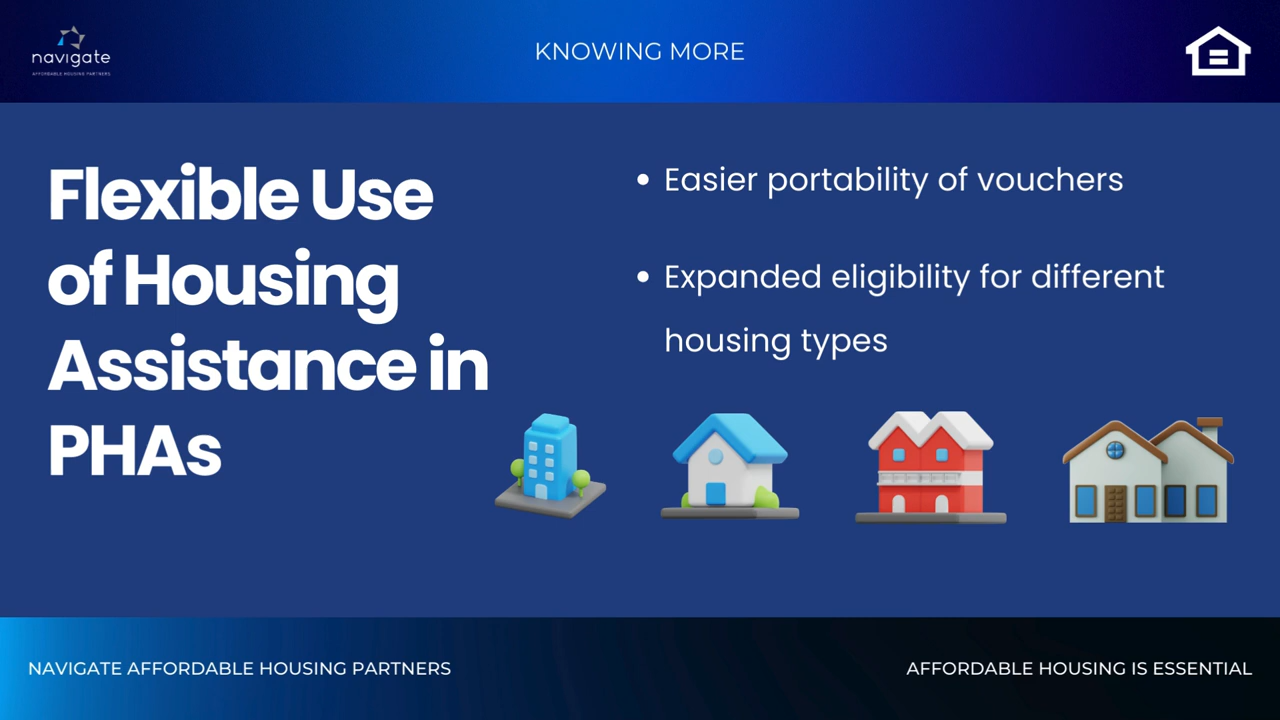 navigate
AFFORDABLE HOUSING PARTNERS
KNOWING MORE
Flexible Use
of Housing
Assistance in
PHAs
• Easier portability of vouchers
• Expanded eligibility for different
housing types
NAVIGATE AFFORDABLE HOUSING PARTNERS
AFFORDABLE HOUSING IS ESSENTIAL